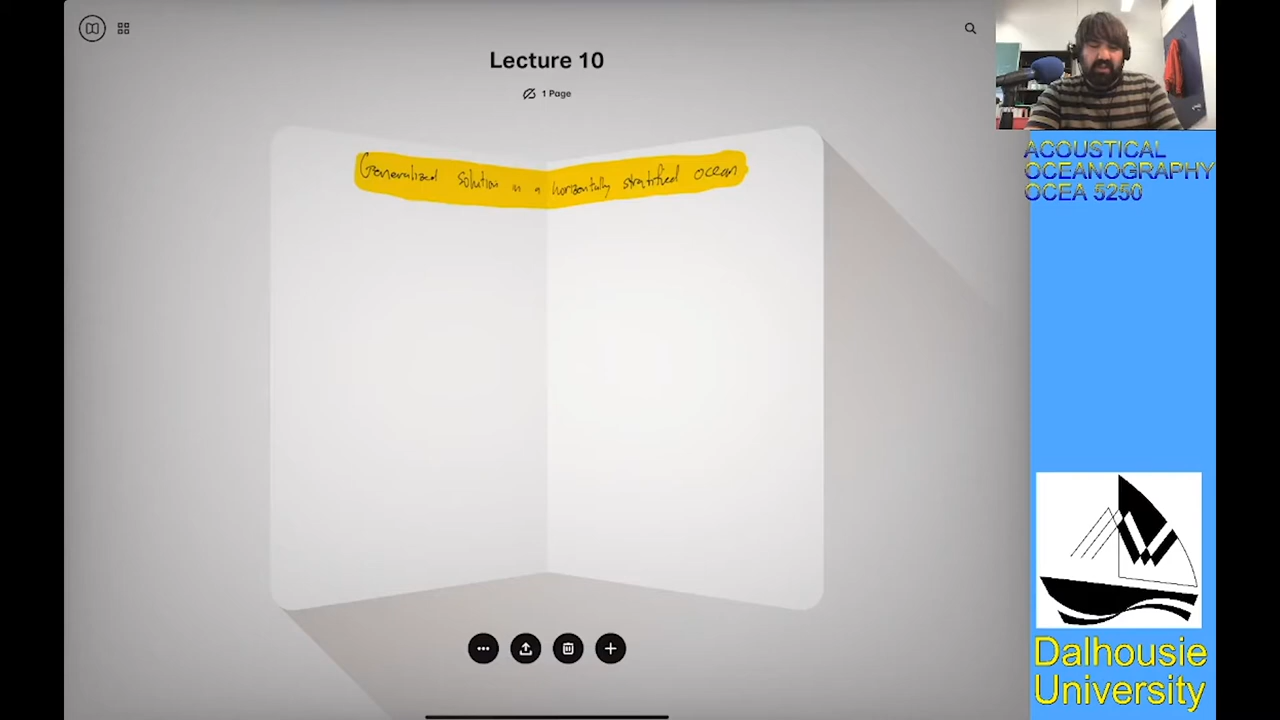 Lecture 10
1 Page
Generalized Solution in a horizontally stratified ocean
ACOUSTICAL
OCEANOGRAPHY
OCEA 5250
Dalhousie
University